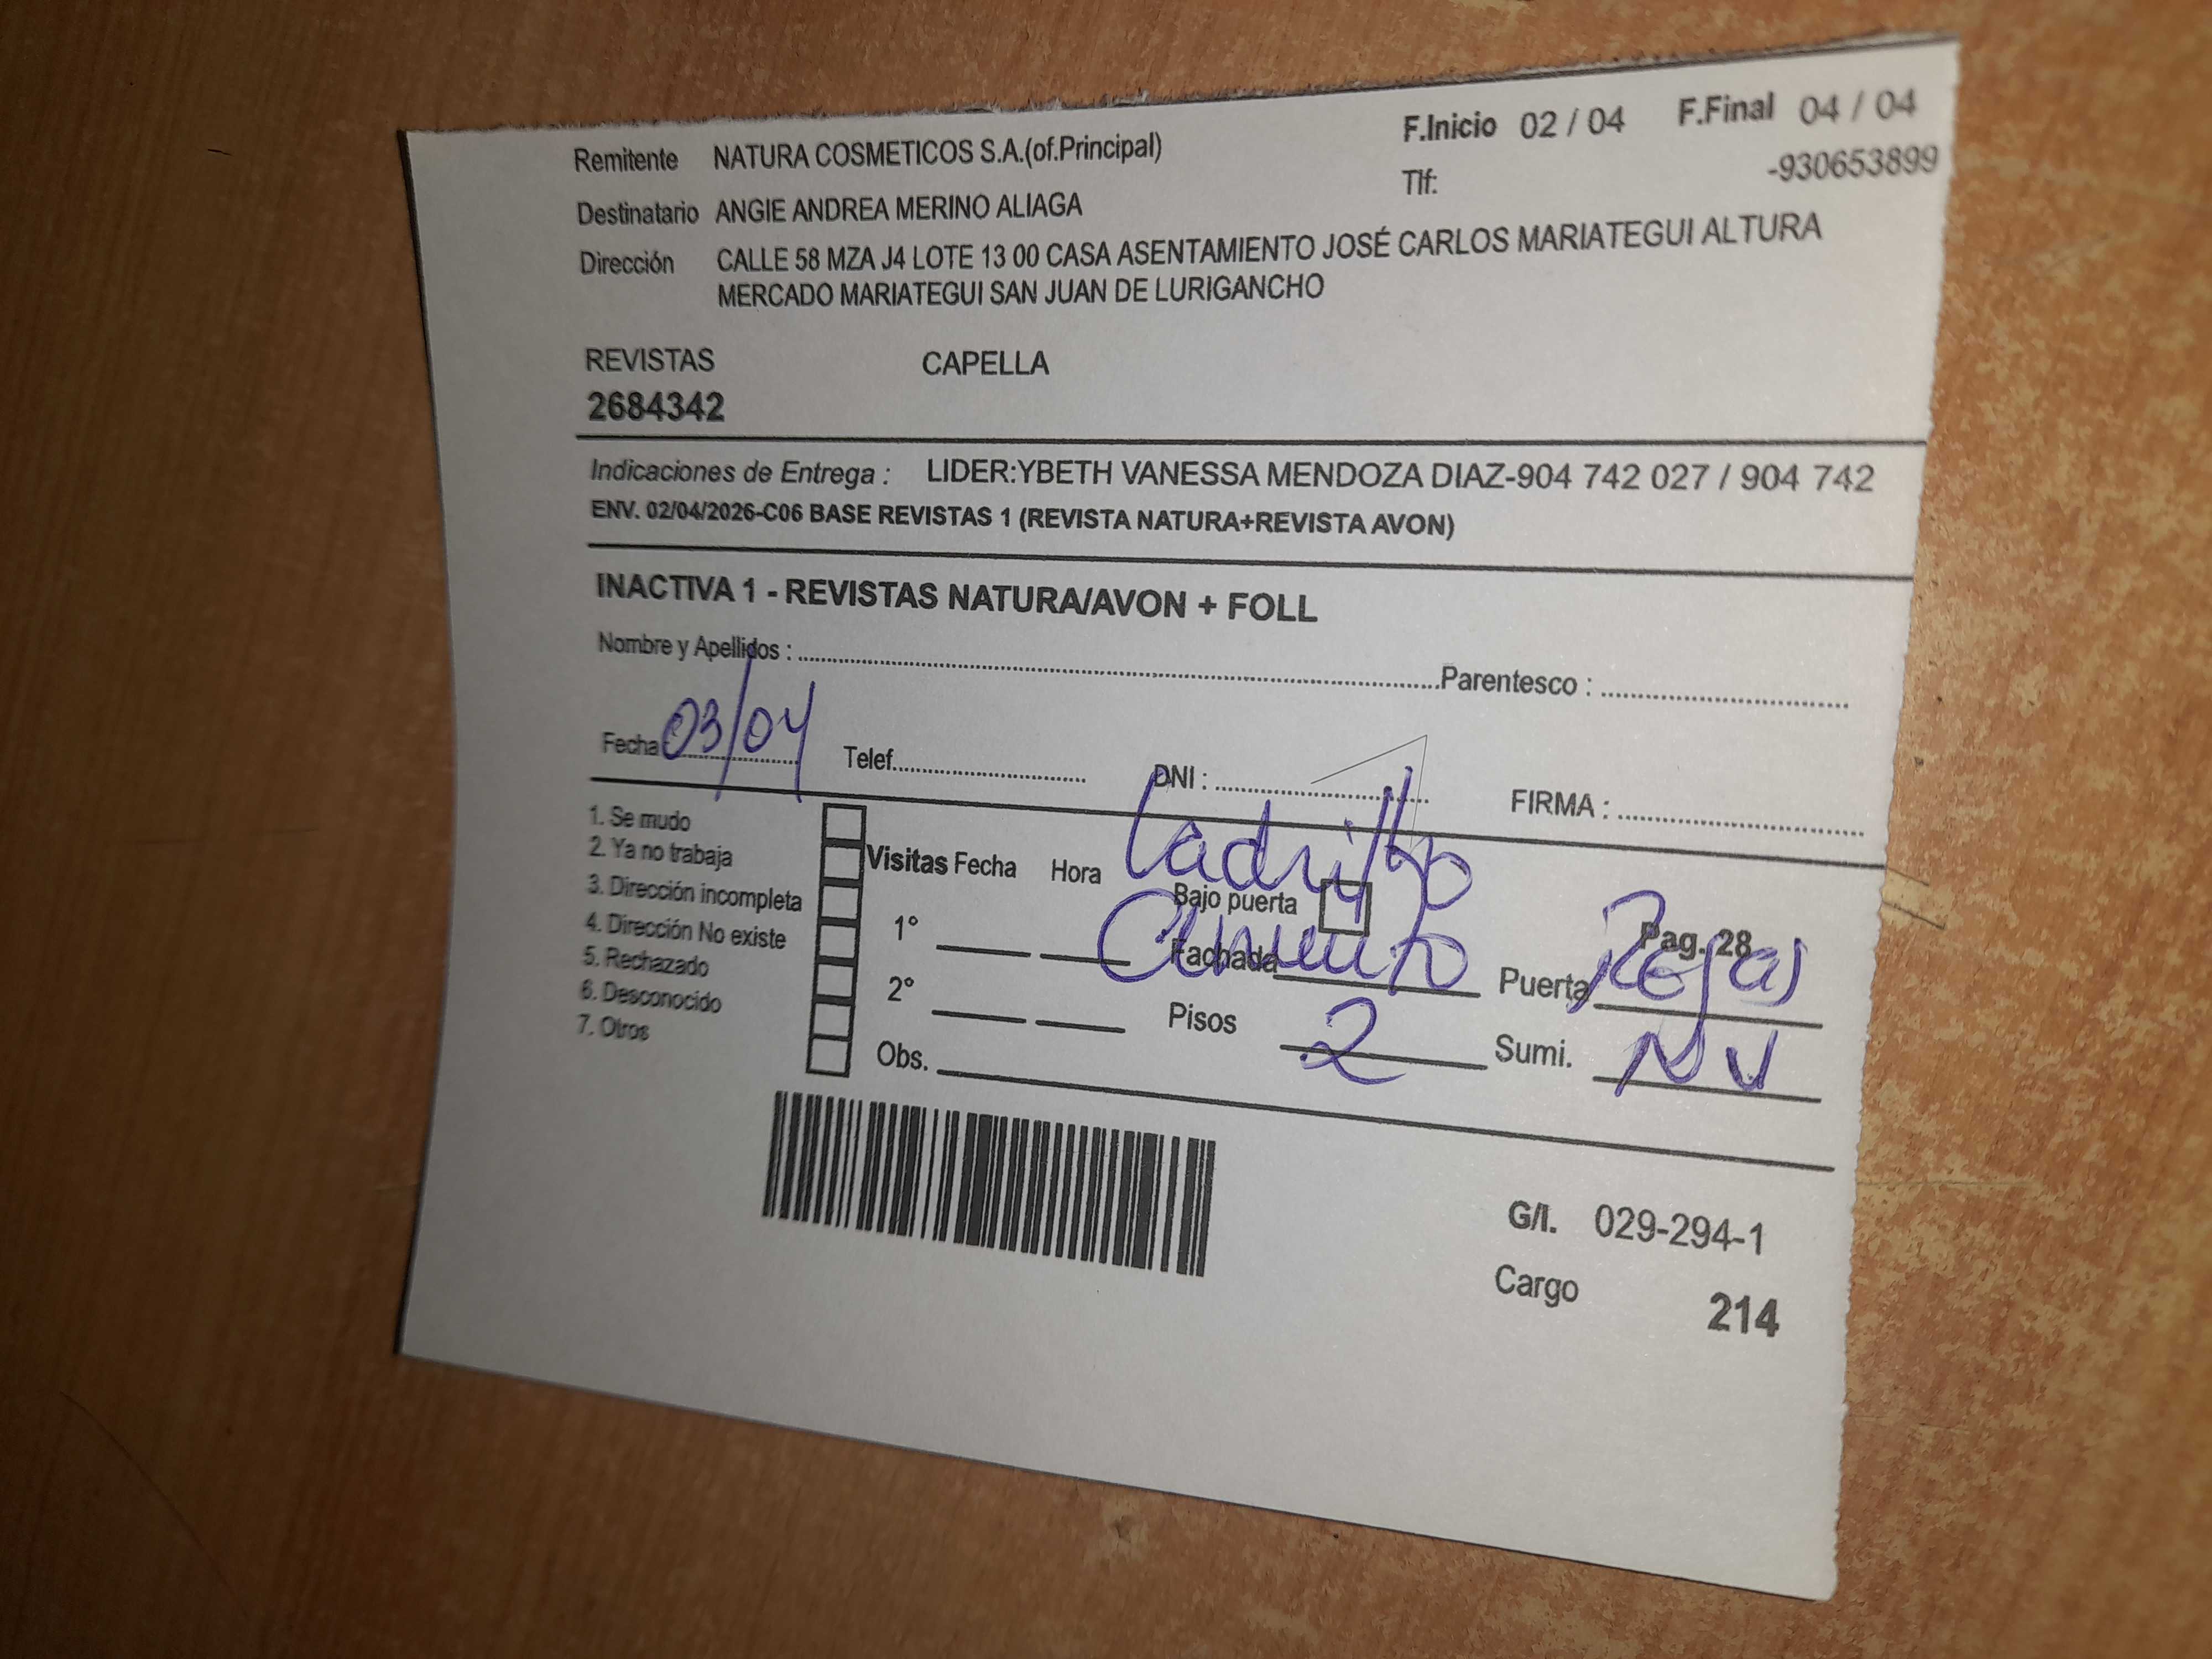 Remitente NATURA COSMETICOS S.A.(of.Principal) F.Inicio 02 / 04 F.Final 04 / 04
Tlf: -930653899
Destinatario ANGIE ANDREA MERINO ALIAGA
Dirección CALLE 58 MZA J4 LOTE 13 00 CASA ASENTAMIENTO JOSÉ CARLOS MARIATEGUI ALTURA
MERCADO MARIATEGUI SAN JUAN DE LURIGANCHO
REVISTAS CAPELLA
2684342
Indicaciones de Entrega : LIDER:YBETH VANESSA MENDOZA DIAZ-904 742 027 / 904 742
ENV. 02/04/2026-C06 BASE REVISTAS 1 (REVISTA NATURA+REVISTA AVON)
INACTIVA 1 - REVISTAS NATURA/AVON + FOLL
Nombre y Apellidos : Parentesco :
Fecha 03/04 Telef. DNI : FIRMA :
1. Se mudo
2. Ya no trabaja
3. Dirección incompleta
4. Dirección No existe
5. Rechazado
6. Desconocido
7. Otros
Visitas Fecha Hora Ladrillo
Bajo puerta Pag. 28
1° Fachada Cemento Puerta Rejas
2° Pisos 2 Sumi. NV
Obs.
G/I. 029-294-1
Cargo 214